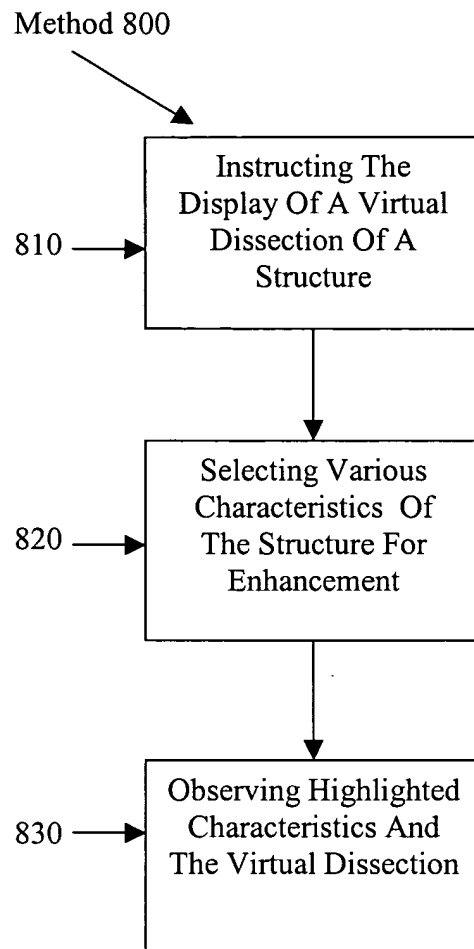 Method 800
Instructing The
Display Of A Virtual
810
Dissection Of A
Structure
Selecting Various
Characteristics Of
820
The Structure For
Enhancement
Observing Highlighted
830
Characteristics And
The Virtual Dissection